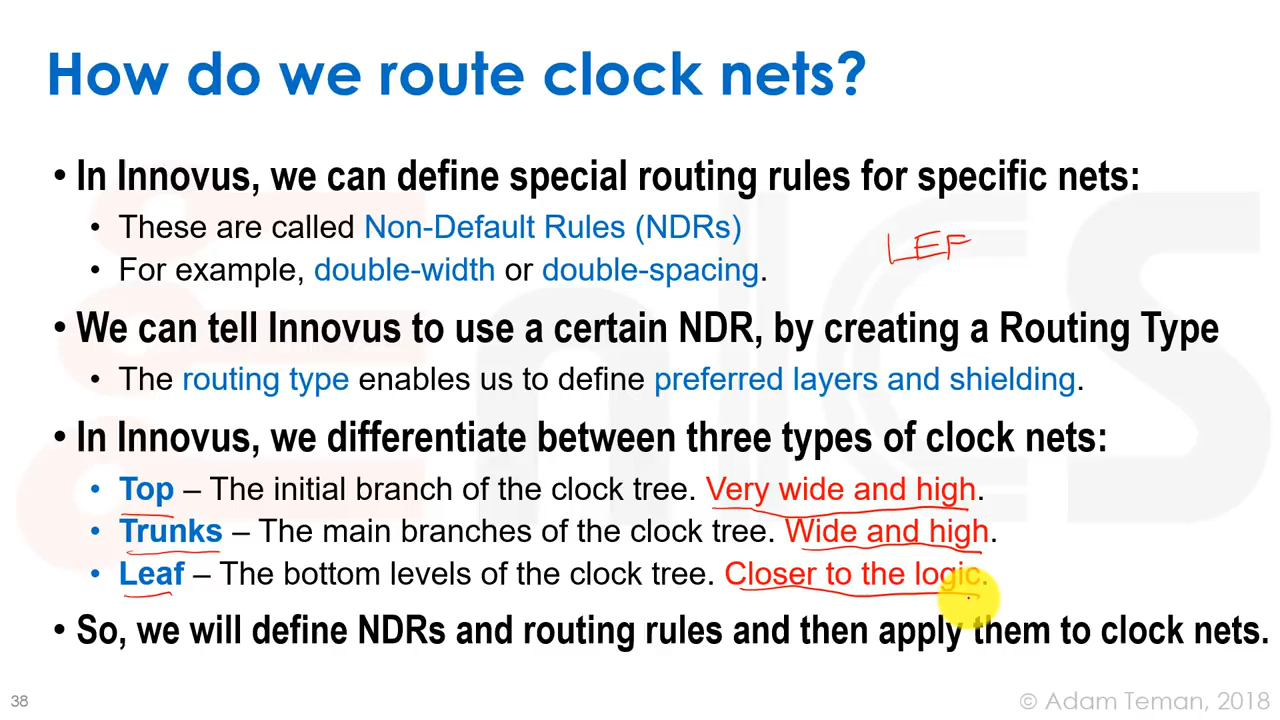 How do we route clock nets?
• In Innovus, we can define special routing rules for specific nets:
• These are called Non-Default Rules (NDRs)
LEF
• For example, double-width or double-spacing.
• We can tell Innovus to use a certain NDR, by creating a Routing Type
• The routing type enables us to define preferred layers and shielding.
• In Innovus, we differentiate between three types of clock nets:
• Top – The initial branch of the clock tree. Very wide and high.
• Trunks – The main branches of the clock tree. Wide and high.
• Leaf – The bottom levels of the clock tree. Closer to the logic.
• So, we will define NDRs and routing rules and then apply them to clock nets.
38
© Adam Teman, 2018